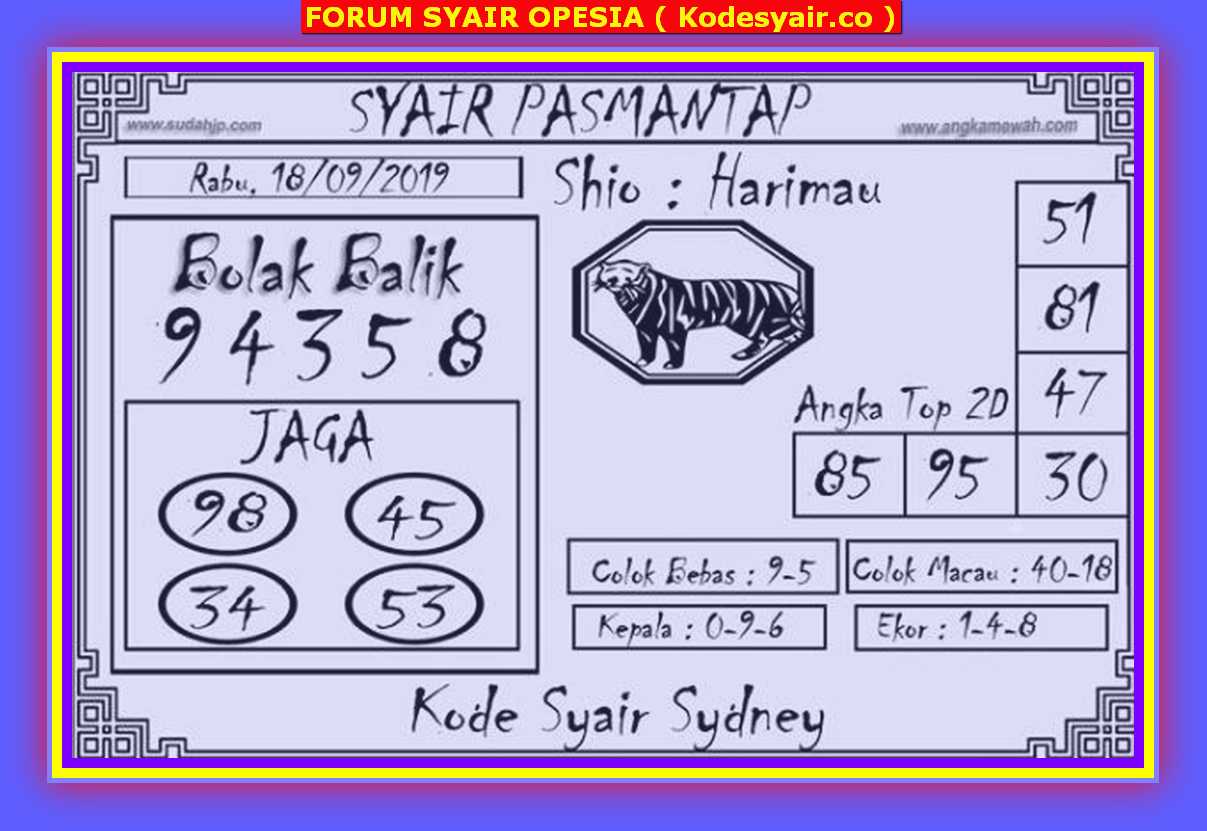 FORUM SYAIR OPESIA ( Kodesyair.co )
SYAIR PASMANTAP
www.sudahjp.com
www.angkamewah.com
Rabu, 18/09/2019
Shio : Harimau
Bolak Balik
9 4 3 5 8
JAGA
98 45
34 53
51
81
47
Angka Top 2D
85 95 30
Colok Bebas : 9-5
Colok Macau : 40-18
Kepala : 0-9-6
Ekor : 1-4-8
Kode Syair Sydney